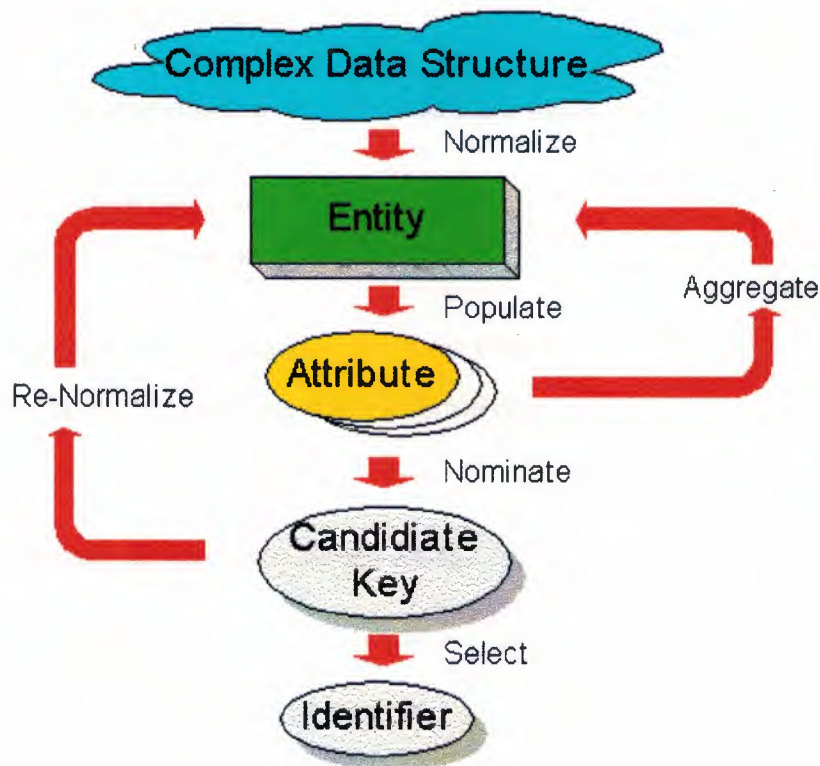 Complex Data Structure
Normalize
Entity
Populate
Aggregate
Attribute
Re-Normalize
Nominate
Candidiate
Key
Select
Identifier